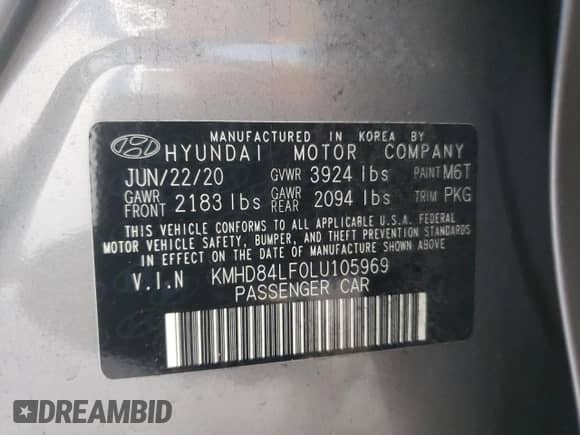 MANUFACTURED IN KOREA BY
HYUNDAI MOTOR COMPANY
JUN/22/20 GVWR 3924 lbs PAINT M6T
GAWR FRONT 2183 lbs GAWR REAR 2094 lbs TRIM PKG
THIS VEHICLE CONFORMS TO ALL APPLICABLE U.S.A. FEDERAL
MOTOR VEHICLE SAFETY, BUMPER, AND THEFT PREVENTION STANDARDS
IN EFFECT ON THE DATE OF MANUFACTURE SHOWN ABOVE.
V.I.N KMHD84LF0LU105969
PASSENGER CAR
DREAMBID